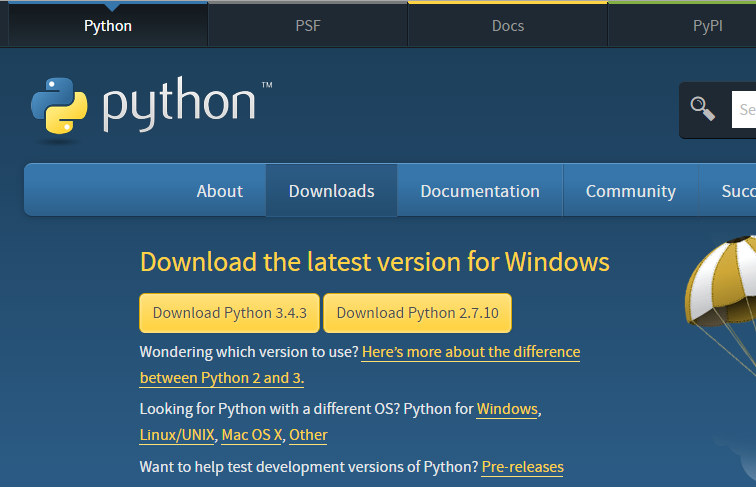 Python PSF Docs PyPI
python™
Se
About Downloads Documentation Community Succ
Download the latest version for Windows
Download Python 3.4.3 Download Python 2.7.10
Wondering which version to use? Here's more about the difference
between Python 2 and 3.
Looking for Python with a different OS? Python for Windows,
Linux/UNIX, Mac OS X, Other
Want to help test development versions of Python? Pre-releases